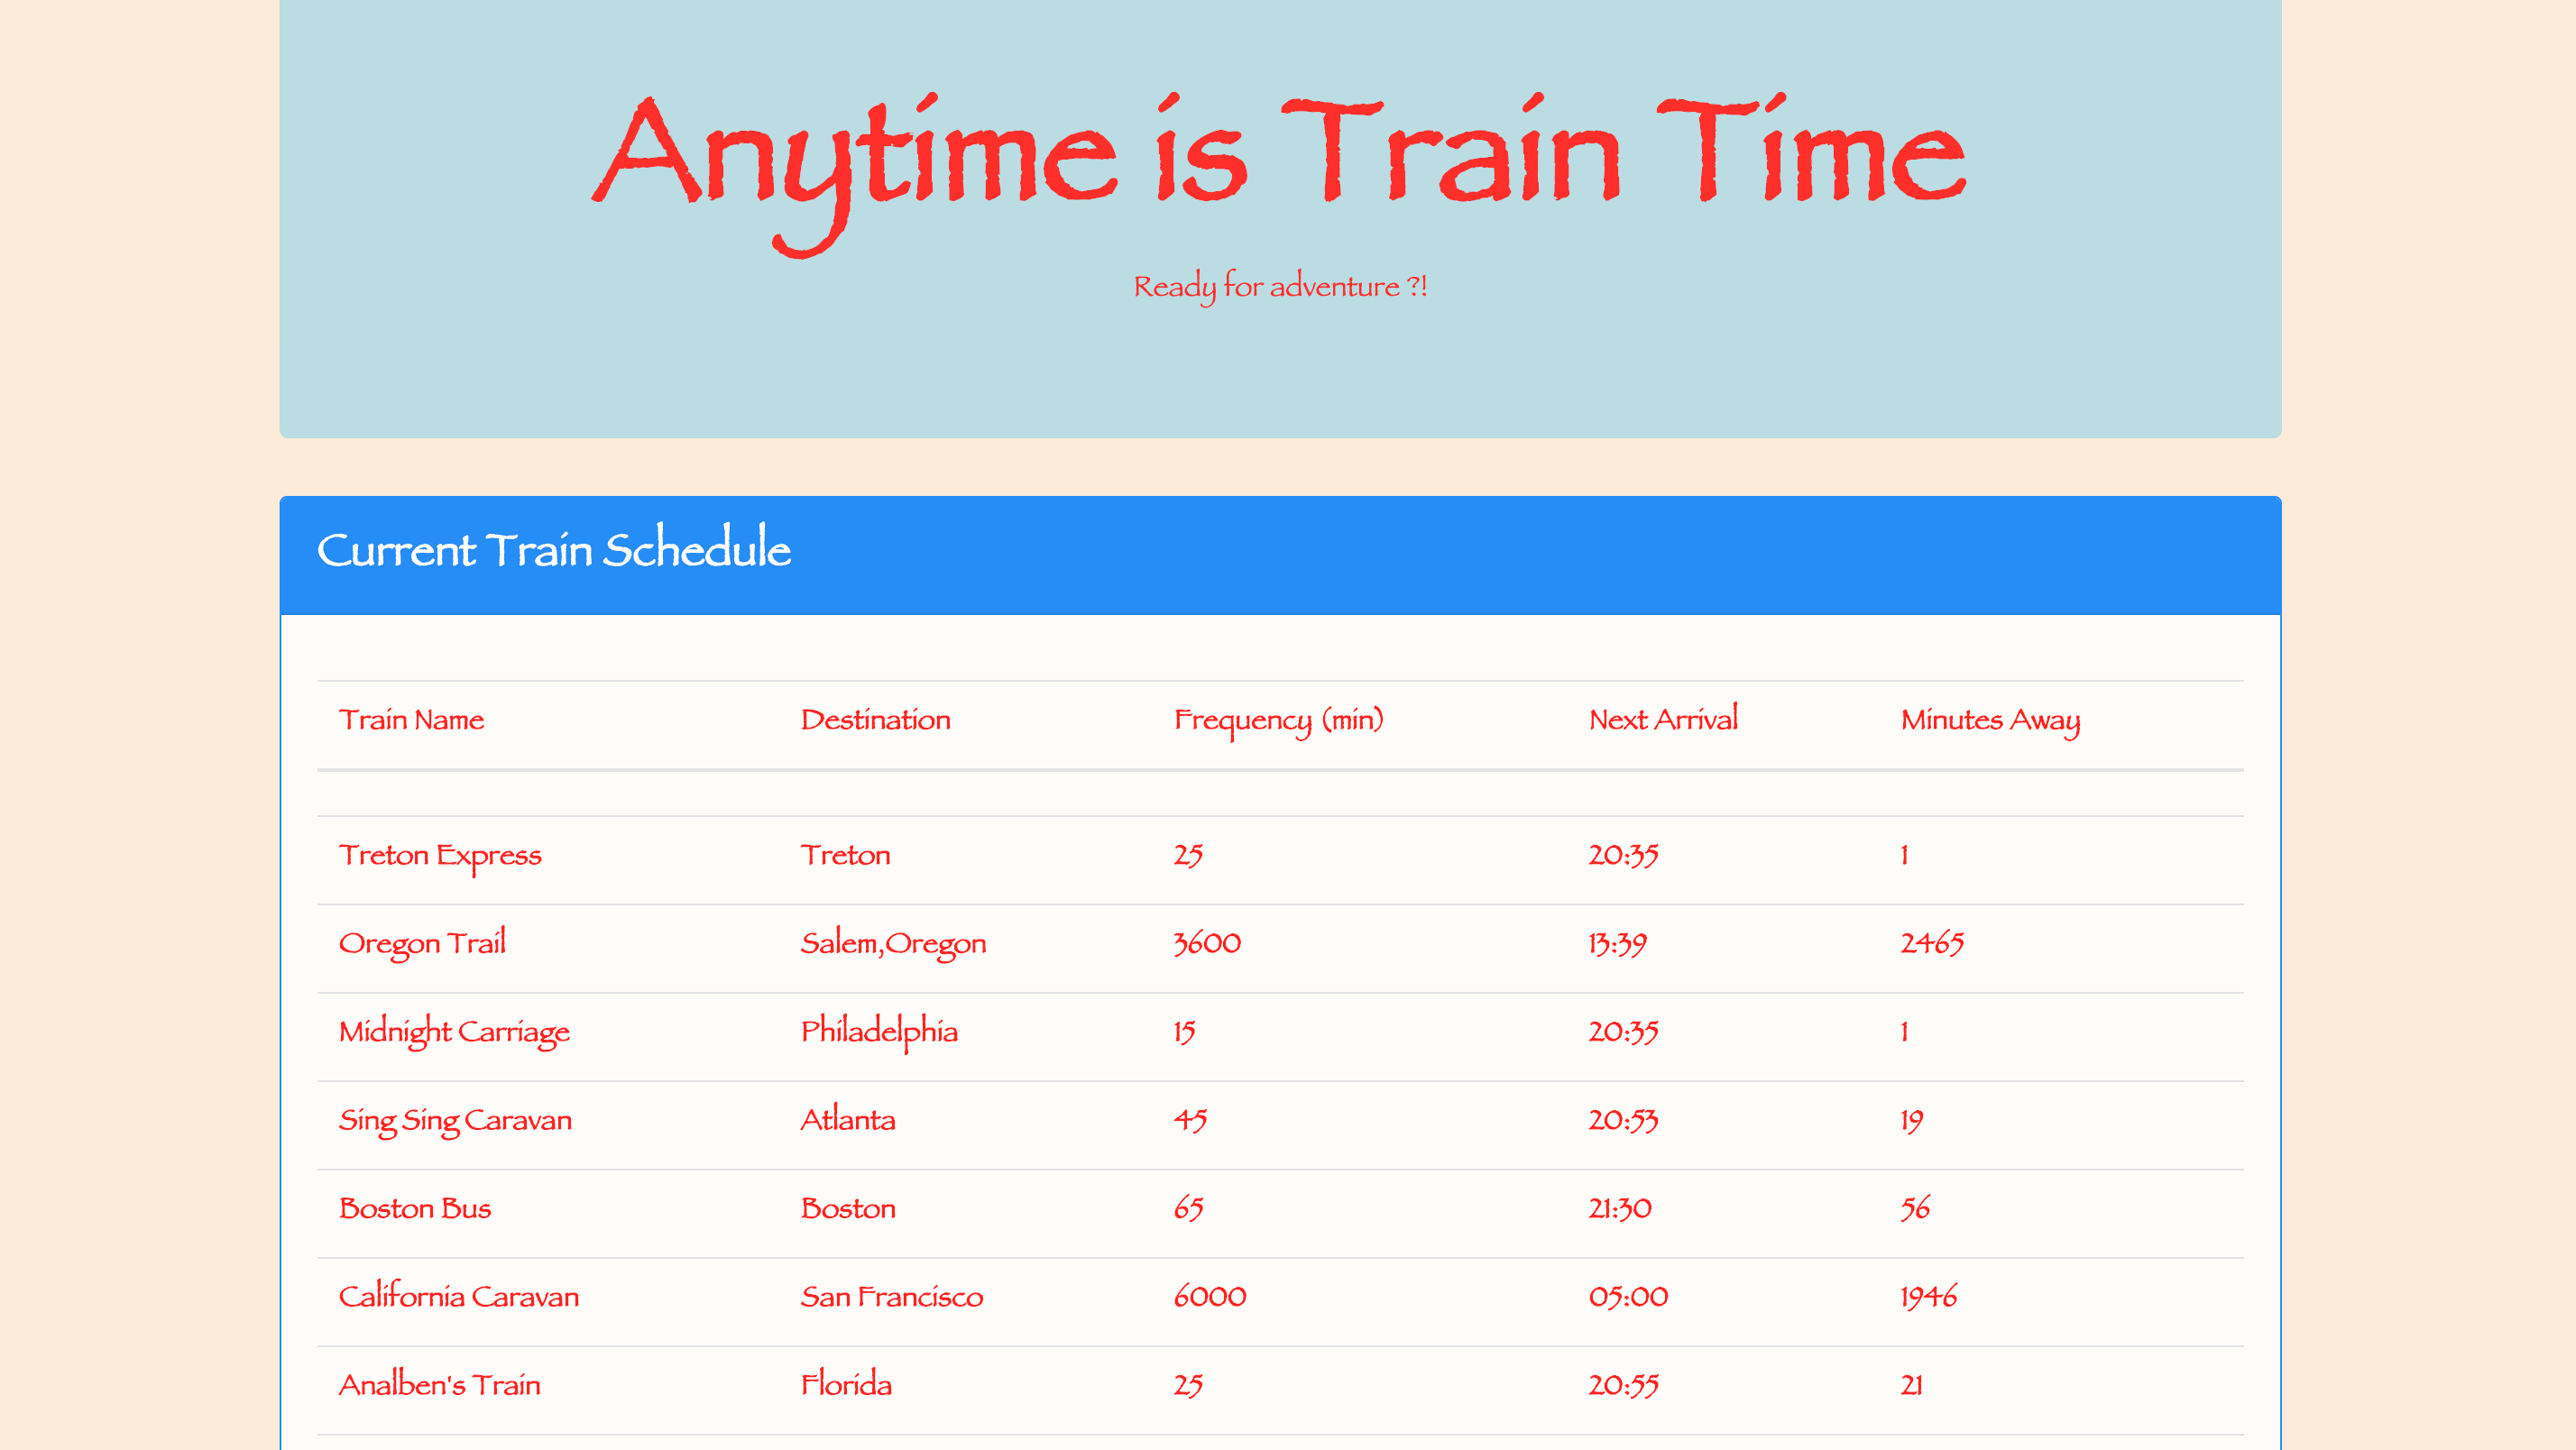 Anytime is Train Time
Ready for adventure ?!
Current Train Schedule
Train Name Destination Frequency (min) Next Arrival Minutes Away
Treton Express Treton 25 20:35 1
Oregon Trail Salem,Oregon 3600 13:39 2465
Midnight Carriage Philadelphia 15 20:35 1
Sing Sing Caravan Atlanta 45 20:53 19
Boston Bus Boston 65 21:30 56
California Caravan San Francisco 6000 05:00 1946
Analben's Train Florida 25 20:55 21